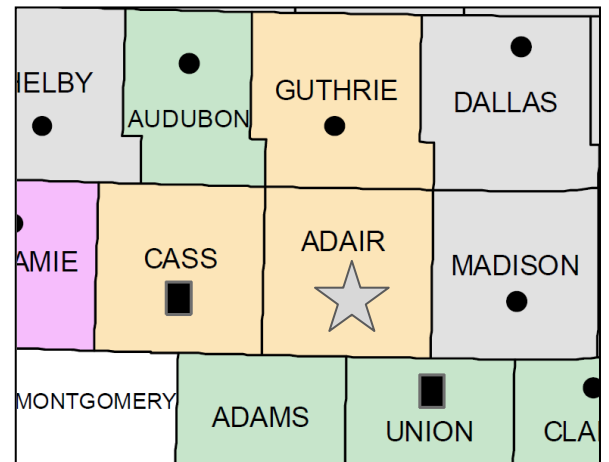 HELBY
AUDUBON
GUTHRIE
DALLAS
AMIE
CASS
ADAIR
MADISON
MONTGOMERY
ADAMS
UNION
CLA